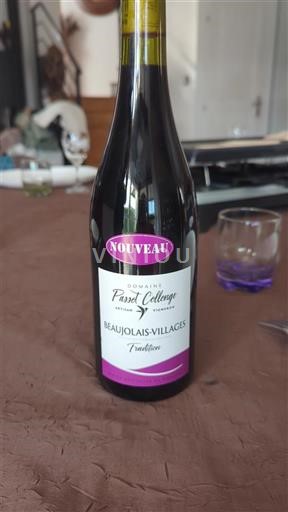 NOUVEAU
DOMAINE
Passot Collonge
ARTISAN VIGNERON
BEAUJOLAIS-VILLAGES
Tradition